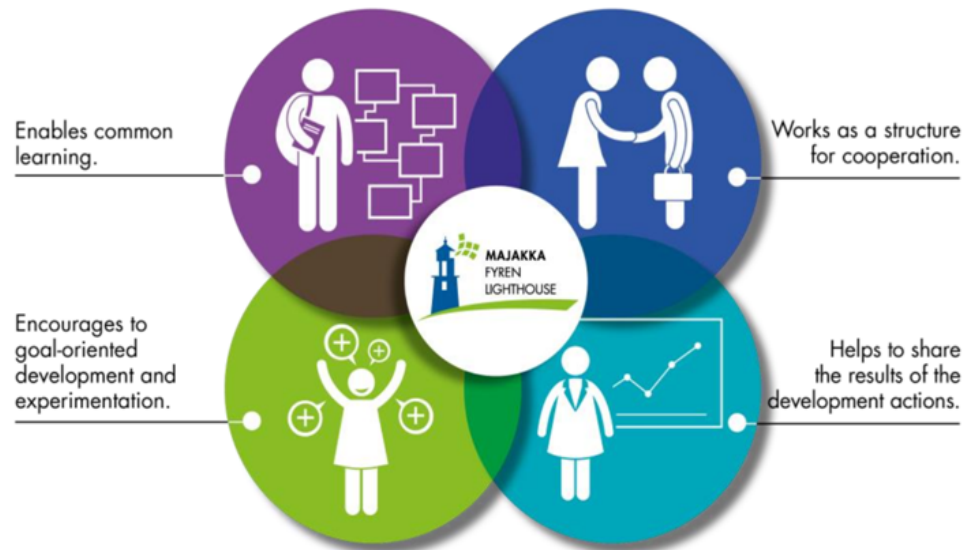 Enables common
learning.
Works as a structure
for cooperation.
MAJAKKA
FYREN
LIGHTHOUSE
Encourages to
goal-oriented
development and
experimentation.
Helps to share
the results of the
development actions.